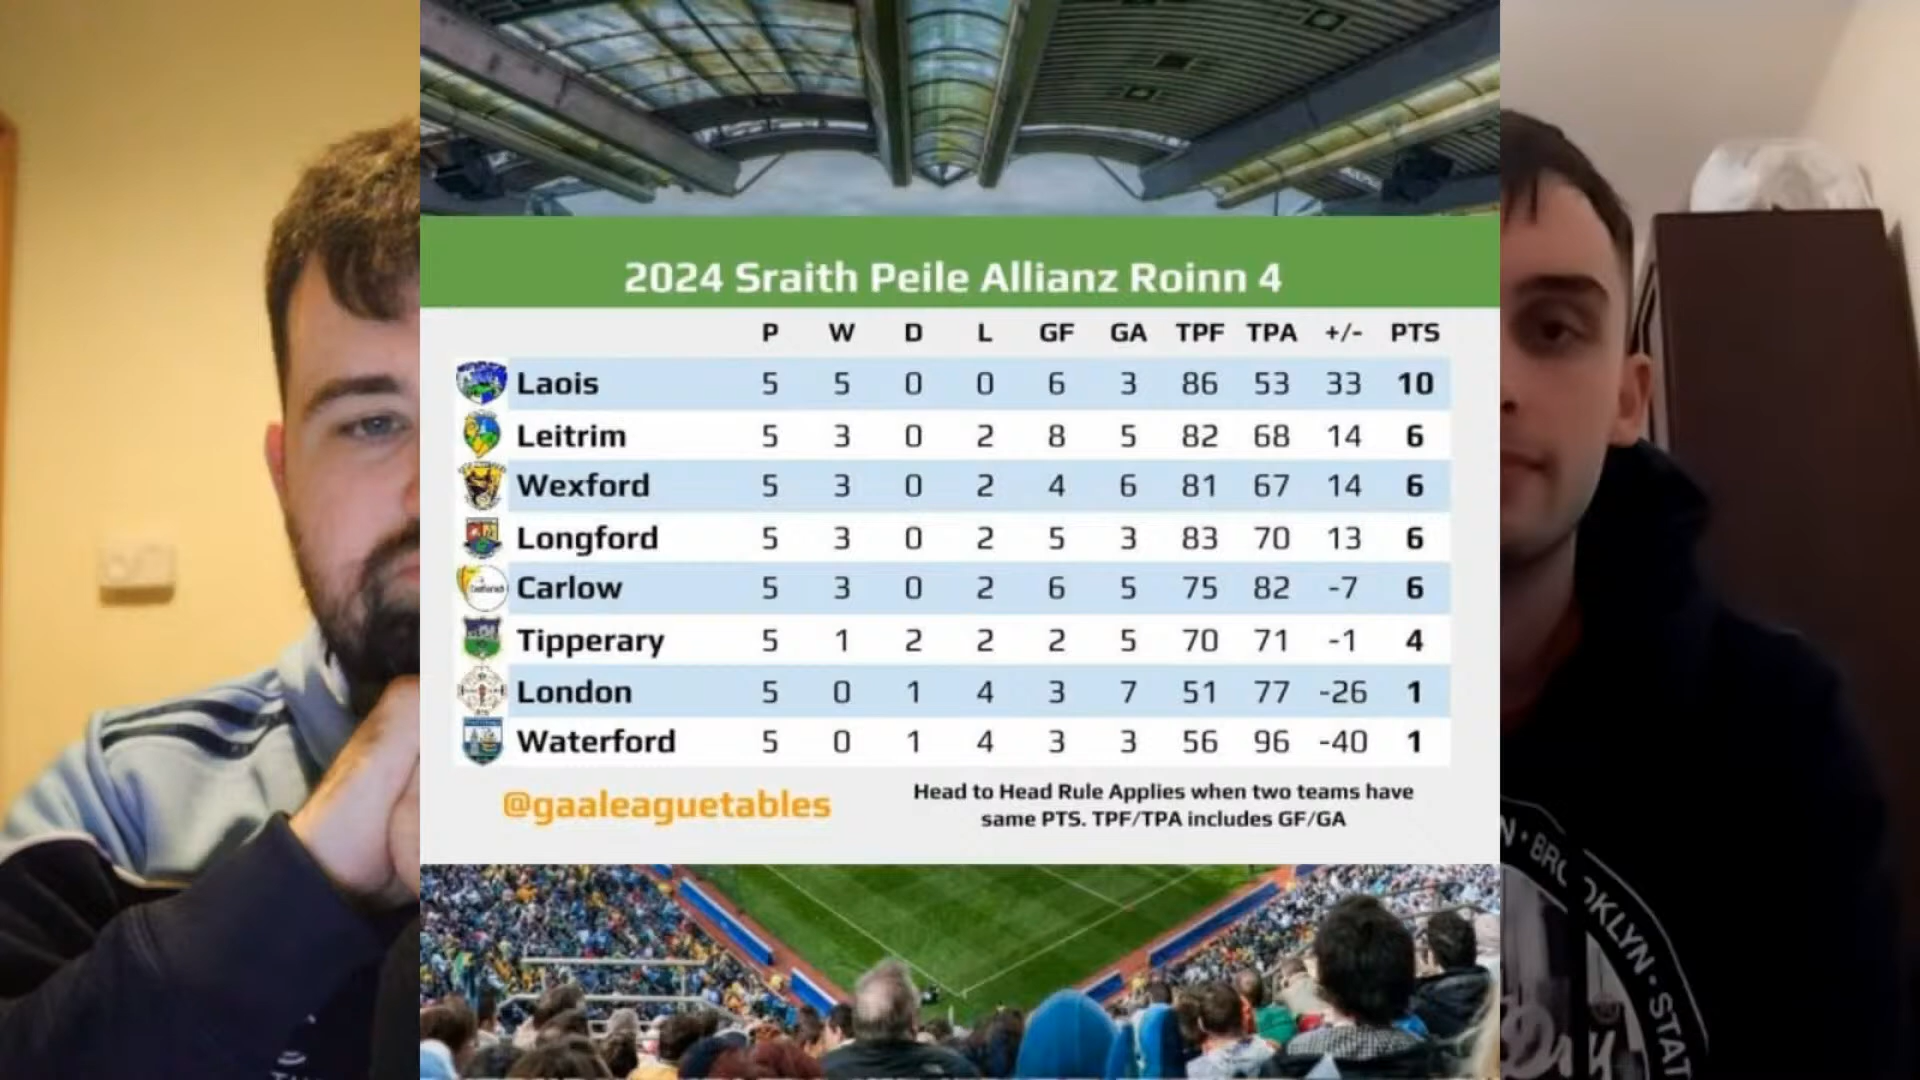 2024 Sraith Peile Allianz Roinn 4
P W D L GF GA TPF TPA +/- PTS
Laois 5 5 0 0 6 3 86 53 33 10
Leitrim 5 3 0 2 8 5 82 68 14 6
Wexford 5 3 0 2 4 6 81 67 14 6
Longford 5 3 0 2 5 3 83 70 13 6
Carlow 5 3 0 2 6 5 75 82 -7 6
Tipperary 5 1 2 2 2 5 70 71 -1 4
London 5 0 1 4 3 7 51 77 -26 1
Waterford 5 0 1 4 3 3 56 96 -40 1
@gaaleaguetables
Head to Head Rule Applies when two teams have
same PTS. TPF/TPA includes GF/GA